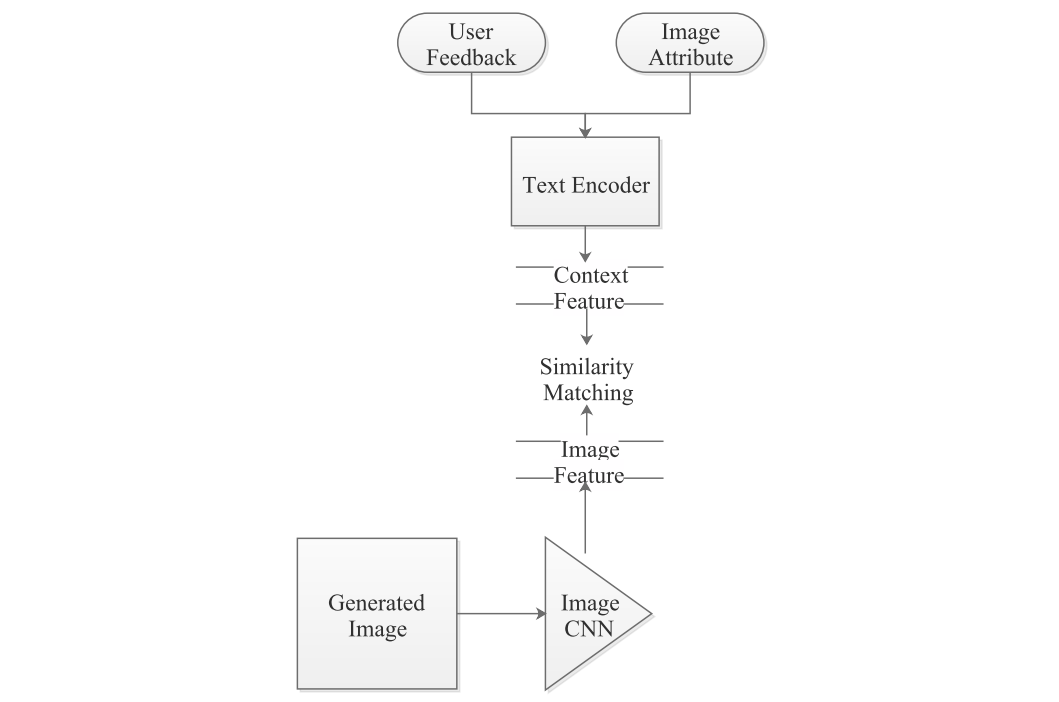 User
Feedback
Image
Attribute
Text Encoder
Context
Feature
Similarity
Matching
Image
Feature
Generated
Image
Image
CNN